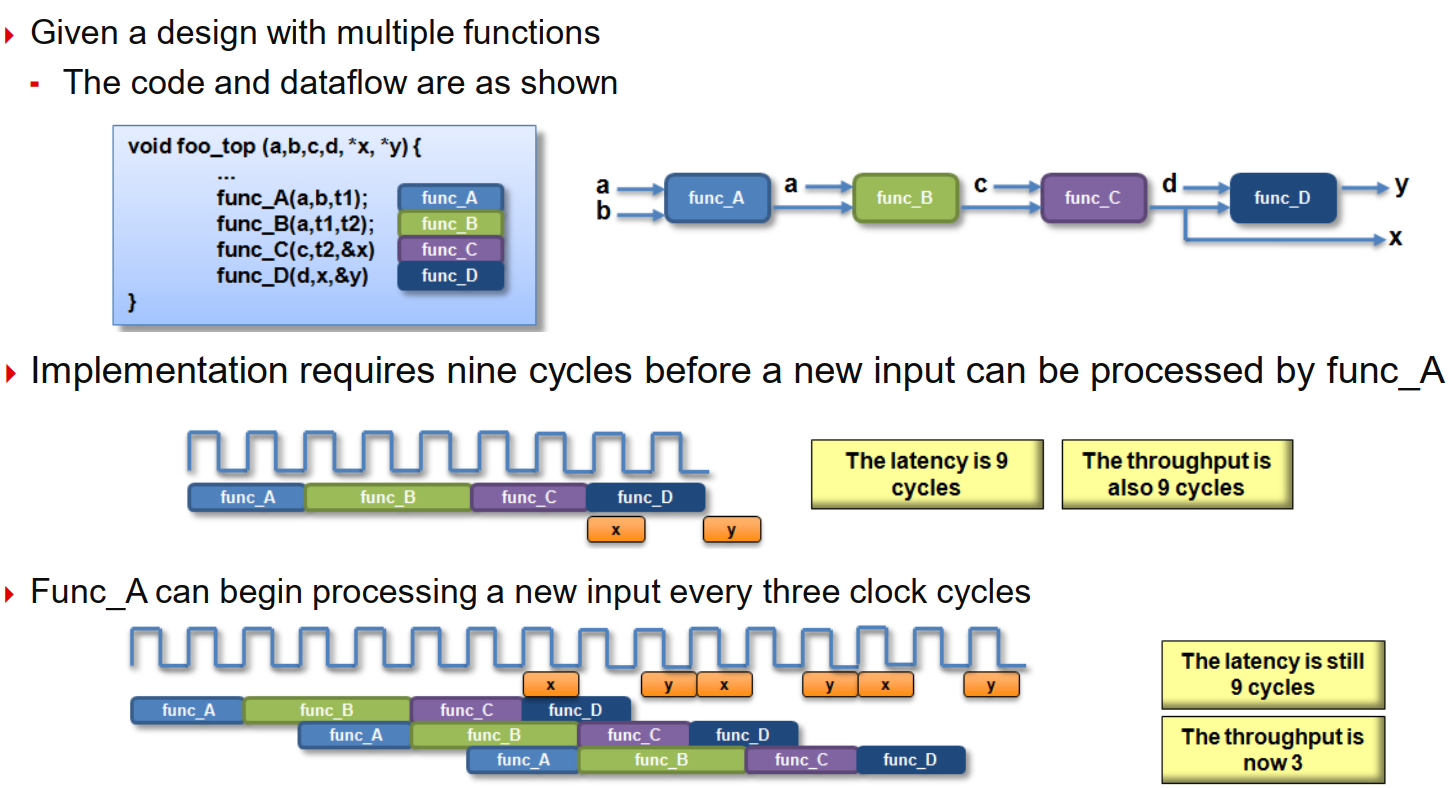 Given a design with multiple functions
- The code and dataflow are as shown
void foo_top (a,b,c,d, *x, *y) {
...
func_A(a,b,t1);
func_A
func_B(a,t1,t2);
func_B
func_C(c,t2,&x)
func_C
func_D(d,x,&y)
func_D
}
a
b
func_A
a
func_B
c
func_C
d
func_D
y
x
Implementation requires nine cycles before a new input can be processed by func_A
func_A
func_B
func_C
func_D
x
y
The latency is 9
cycles
The throughput is
also 9 cycles
Func_A can begin processing a new input every three clock cycles
x
y
x
y
x
y
func_A
func_B
func_C
func_D
func_A
func_B
func_C
func_D
func_A
func_B
func_C
func_D
The latency is still
9 cycles
The throughput is
now 3